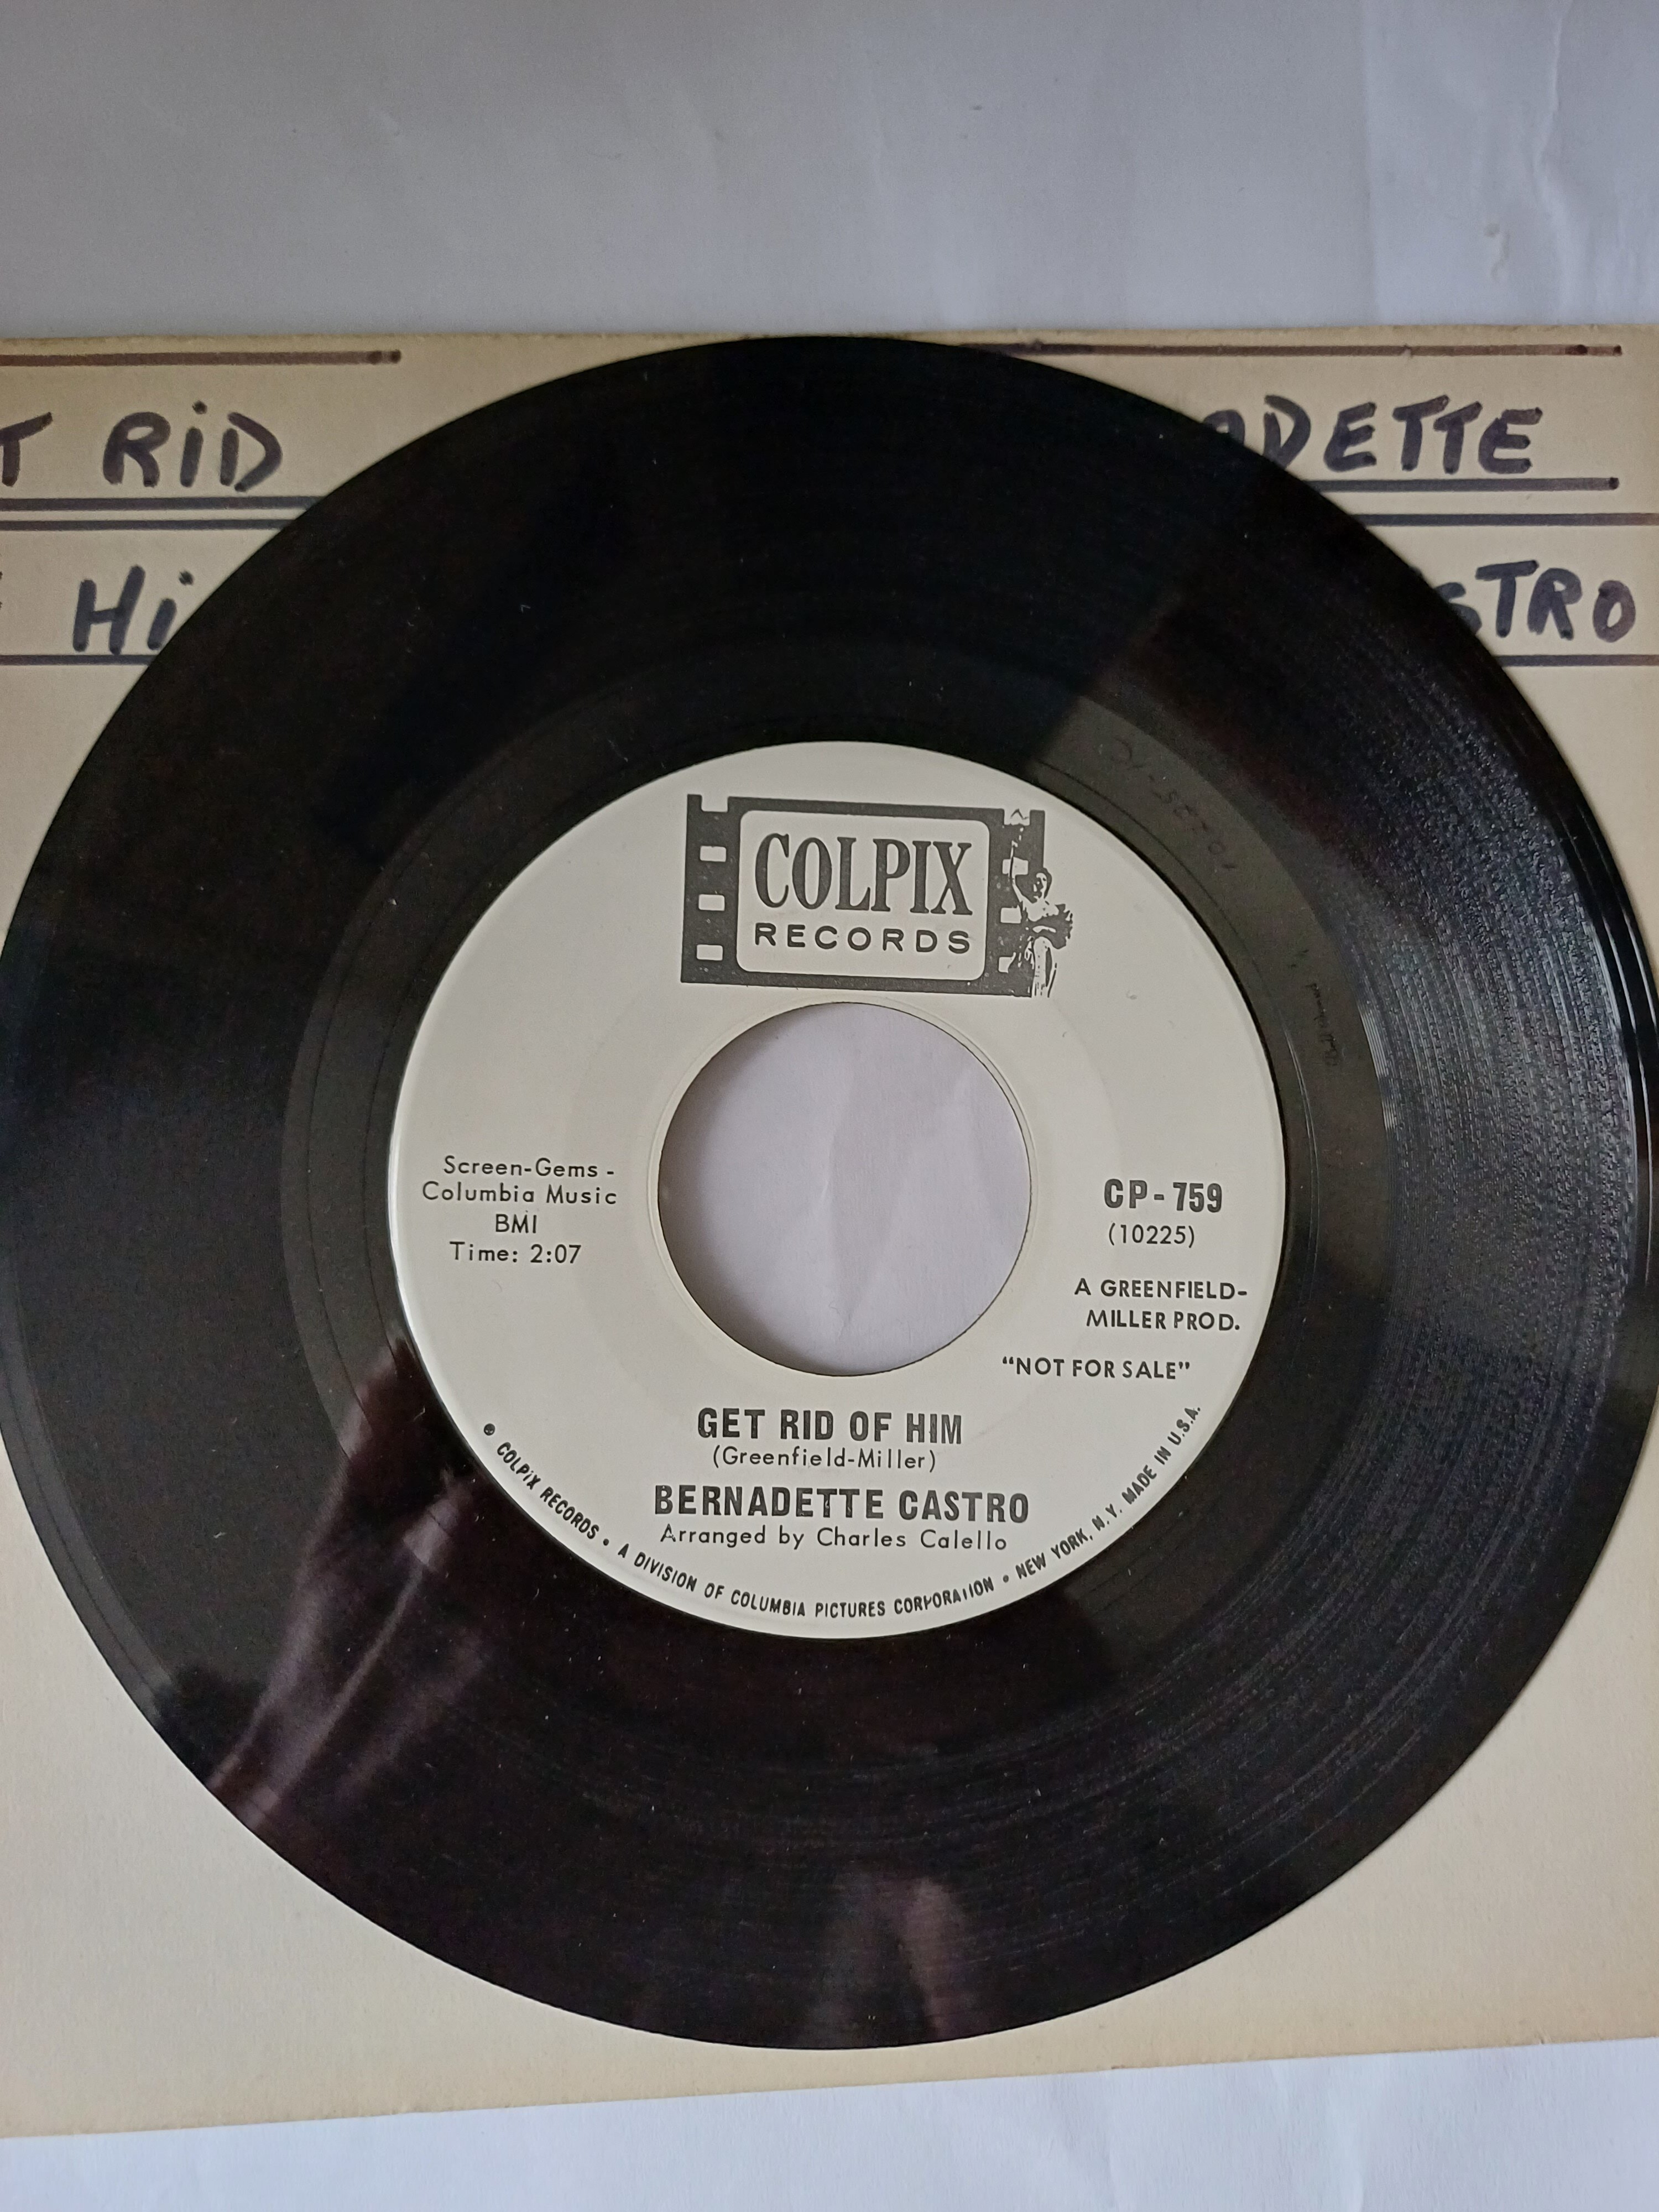 T RiD
ADETTE
Hi
STRO
COLPIX
RECORDS
Screen-Gems -
Columbia Music
BMI
Time: 2:07
CP-759
(10225)
A GREENFIELD-
MILLER PROD.
"NOT FOR SALE"
GET RID OF HIM
(Greenfield-Miller)
BERNADETTE CASTRO
Arranged by Charles Calello
® COLPIX RECORDS • A DIVISION OF COLUMBIA PICTURES CORPORATION • NEW YORK, N.Y. MADE IN U.S.A.